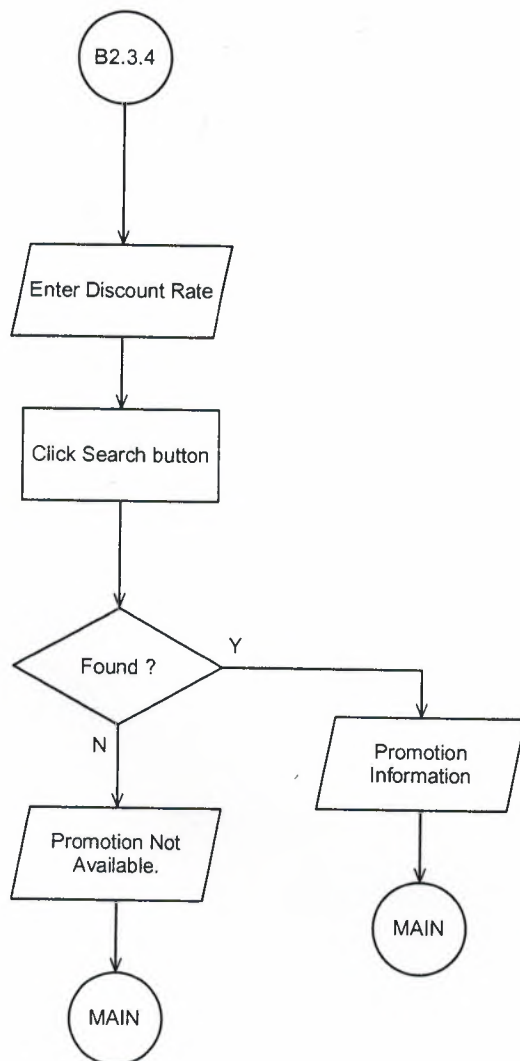 B2.3.4
Enter Discount Rate
Click Search button
Found ?
Y
N
Promotion
Information
Promotion Not
Available.
MAIN
MAIN